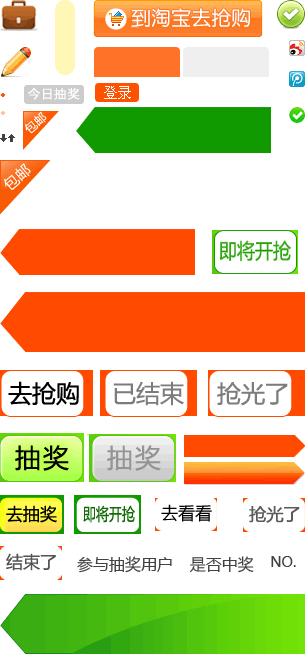 到淘宝去抢购
今日抽奖
登录
包邮
包邮
即将开抢
去抢购
已结束
抢光了
抽奖
抽奖
去抽奖
即将开抢
去看看
抢光了
结束了
参与抽奖用户
是否中奖
NO.